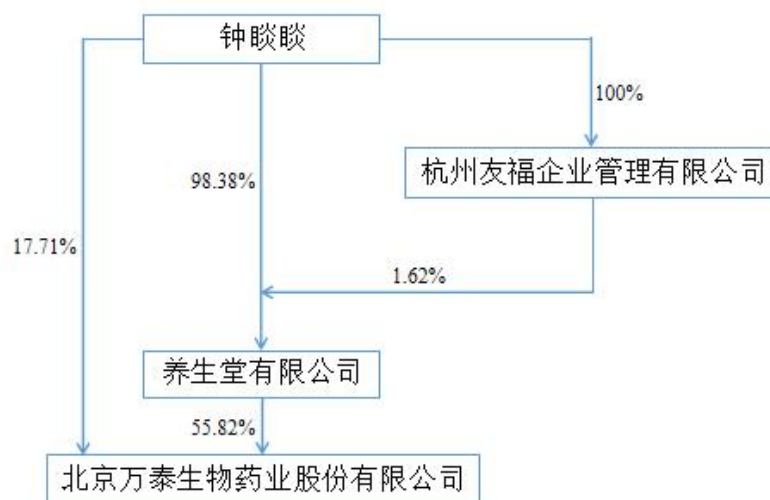 钟睒睒
100%
杭州友福企业管理有限公司
98.38%
17.71%
1.62%
养生堂有限公司
55.82%
北京万泰生物药业股份有限公司